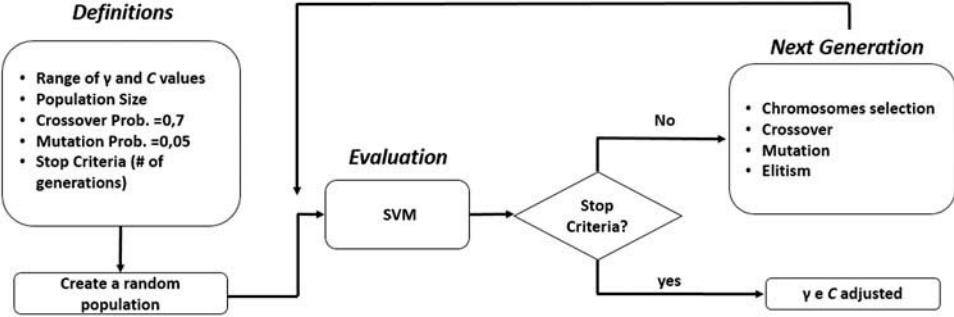 Definitions
• Range of γ and C values
• Population Size
• Crossover Prob. =0,7
• Mutation Prob. =0,05
• Stop Criteria (# of
generations)
Create a random
population
Evaluation
SVM
Stop
Criteria?
No
yes
Next Generation
• Chromosomes selection
• Crossover
• Mutation
• Elitism
γ e C adjusted